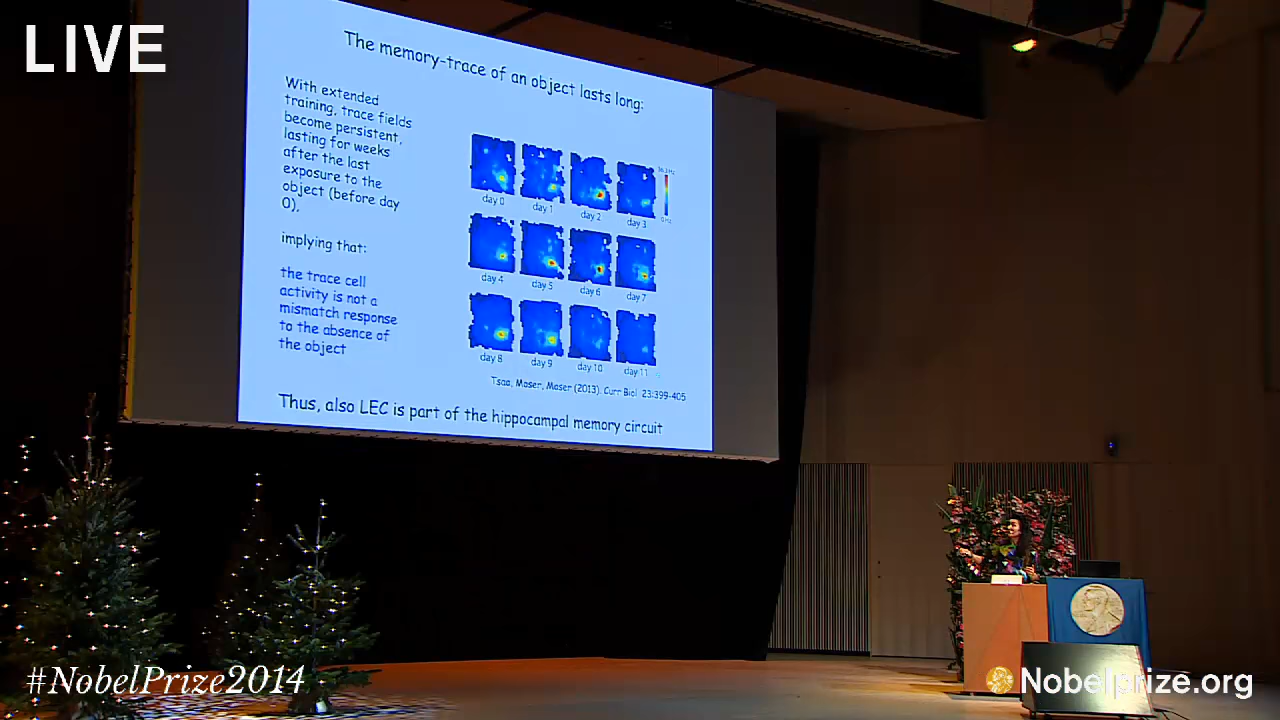 LIVE
The memory-trace of an object lasts long:
With extended
training, trace fields
become persistent,
lasting for weeks
after the last
exposure to the
object (before day
0),
implying that:
the trace cell
activity is not a
mismatch response
to the absence of
the object
day 0
day 1
day 2
day 3
0 Hz
day 4
day 5
day 6
day 7
day 8
day 9
day 10
day 11
Tsao, Moser, Moser (2013). Curr Biol 23:399-405
Thus, also LEC is part of the hippocampal memory circuit
#NobelPrize2014
Nobelprize.org